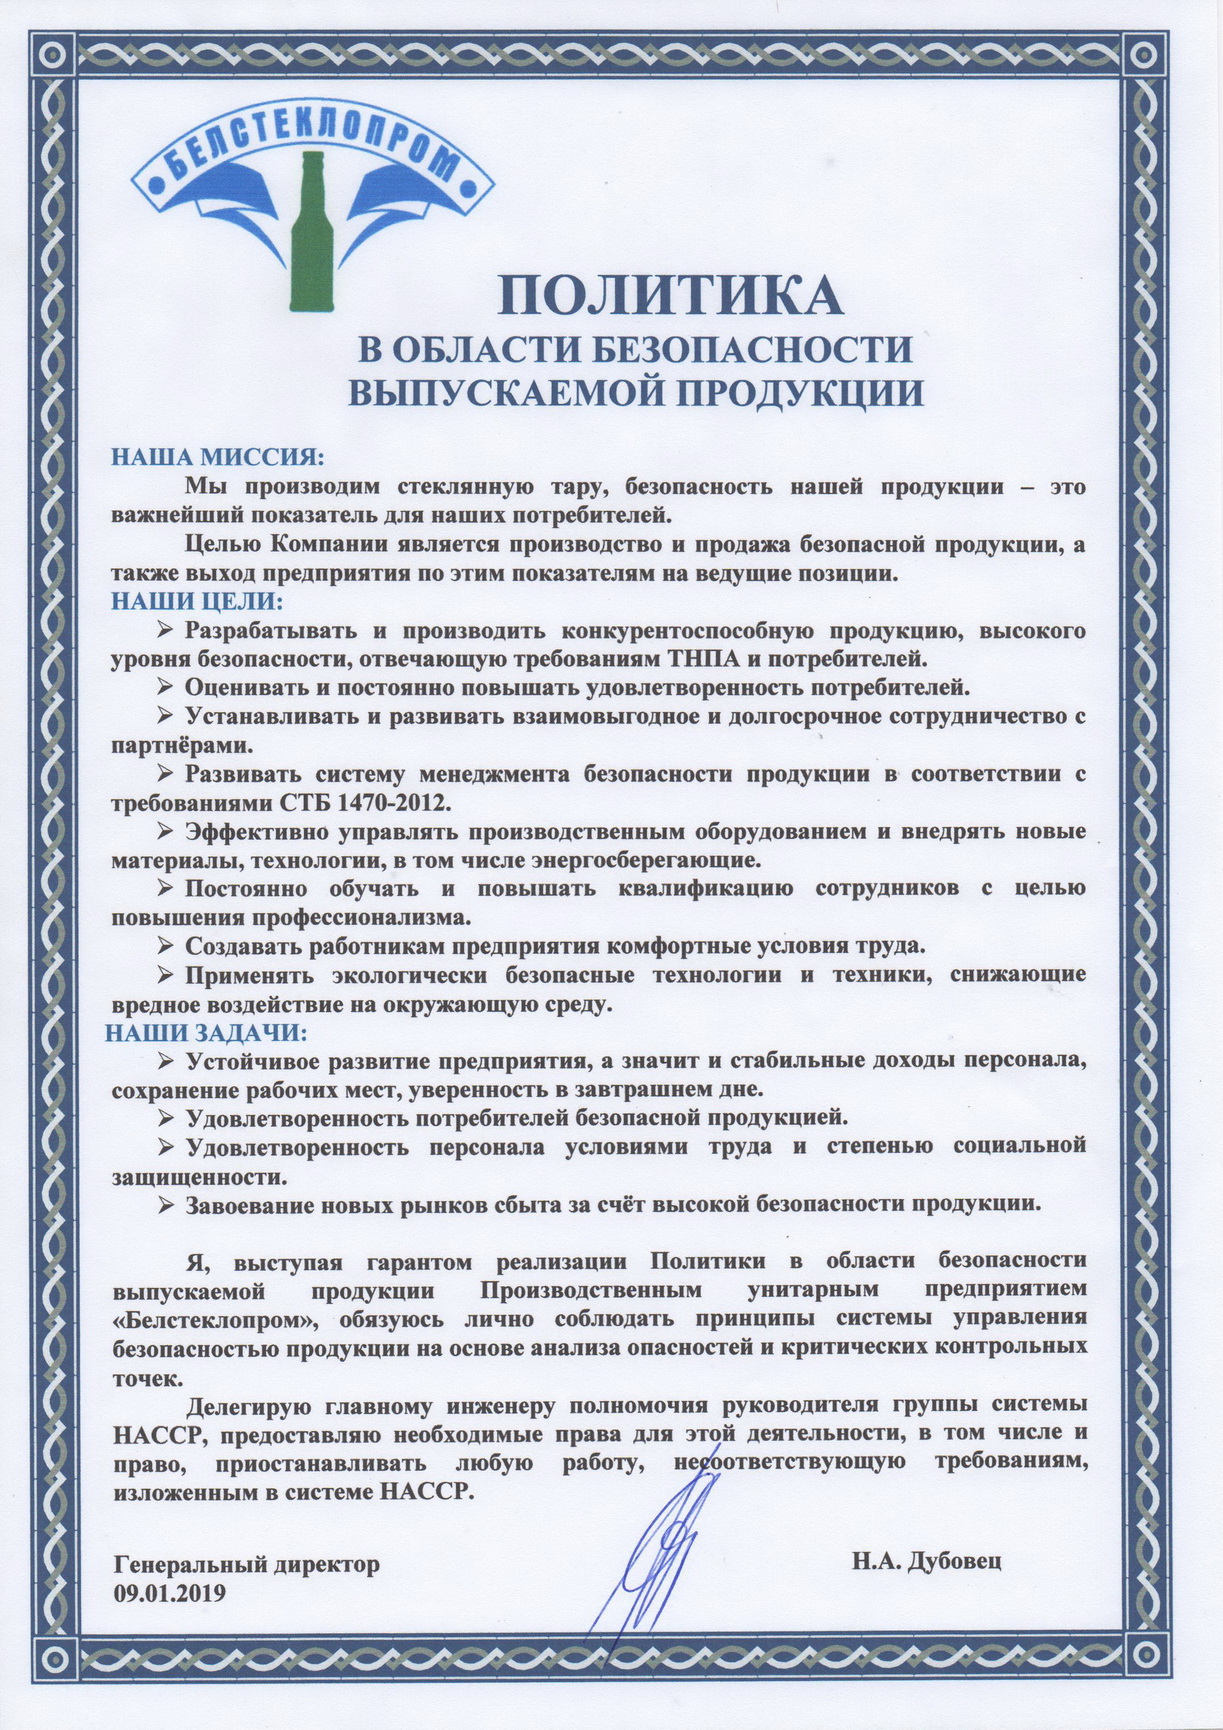 БЕЛСТЕКЛОПРОМ
ПОЛИТИКА
В ОБЛАСТИ БЕЗОПАСНОСТИ
ВЫПУСКАЕМОЙ ПРОДУКЦИИ
НАША МИССИЯ:
Мы производим стеклянную тару, безопасность нашей продукции – это
важнейший показатель для наших потребителей.
Целью Компании является производство и продажа безопасной продукции, а
также выход предприятия по этим показателям на ведущие позиции.
НАШИ ЦЕЛИ:
➢ Разрабатывать и производить конкурентоспособную продукцию, высокого
уровня безопасности, отвечающую требованиям ТНПА и потребителей.
➢ Оценивать и постоянно повышать удовлетворенность потребителей.
➢ Устанавливать и развивать взаимовыгодное и долгосрочное сотрудничество с
партнёрами.
➢ Развивать систему менеджмента безопасности продукции в соответствии с
требованиями СТБ 1470-2012.
➢ Эффективно управлять производственным оборудованием и внедрять новые
материалы, технологии, в том числе энергосберегающие.
➢ Постоянно обучать и повышать квалификацию сотрудников с целью
повышения профессионализма.
➢ Создавать работникам предприятия комфортные условия труда.
➢ Применять экологически безопасные технологии и техники, снижающие
вредное воздействие на окружающую среду.
НАШИ ЗАДАЧИ:
➢ Устойчивое развитие предприятия, а значит и стабильные доходы персонала,
сохранение рабочих мест, уверенность в завтрашнем дне.
➢ Удовлетворенность потребителей безопасной продукцией.
➢ Удовлетворенность персонала условиями труда и степенью социальной
защищенности.
➢ Завоевание новых рынков сбыта за счёт высокой безопасности продукции.
Я, выступая гарантом реализации Политики в области безопасности
выпускаемой продукции Производственным унитарным предприятием
«Белстеклопром», обязуюсь лично соблюдать принципы системы управления
безопасностью продукции на основе анализа опасностей и критических контрольных
точек.
Делегирую главному инженеру полномочия руководителя группы системы
НАССР, предоставляю необходимые права для этой деятельности, в том числе и
право, приостанавливать любую работу, несоответствующую требованиям,
изложенным в системе НАССР.
Генеральный директор
Н.А. Дубовец
09.01.2019